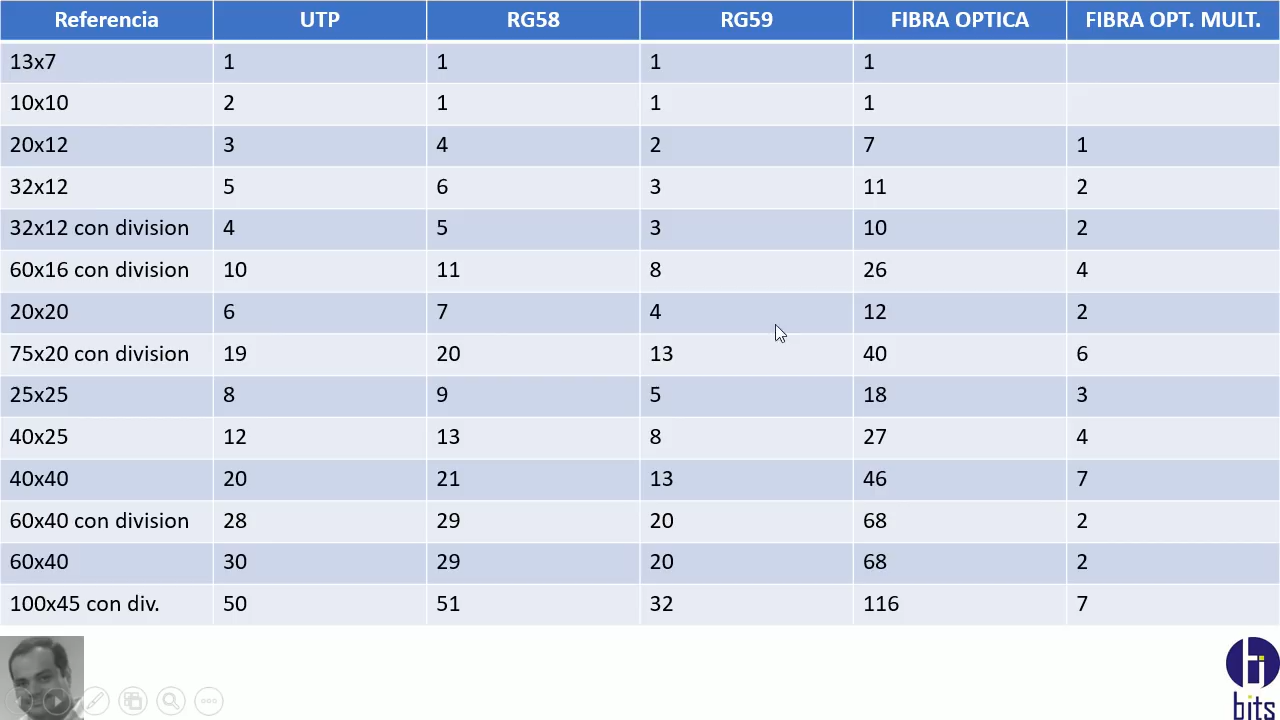 Referencia UTP RG58 RG59 FIBRA OPTICA FIBRA OPT. MULT.
13x7 1 1 1 1
10x10 2 1 1 1
20x12 3 4 2 7 1
32x12 5 6 3 11 2
32x12 con division 4 5 3 10 2
60x16 con division 10 11 8 26 4
20x20 6 7 4 12 2
75x20 con division 19 20 13 40 6
25x25 8 9 5 18 3
40x25 12 13 8 27 4
40x40 20 21 13 46 7
60x40 con division 28 29 20 68 2
60x40 30 29 20 68 2
100x45 con div. 50 51 32 116 7
bits